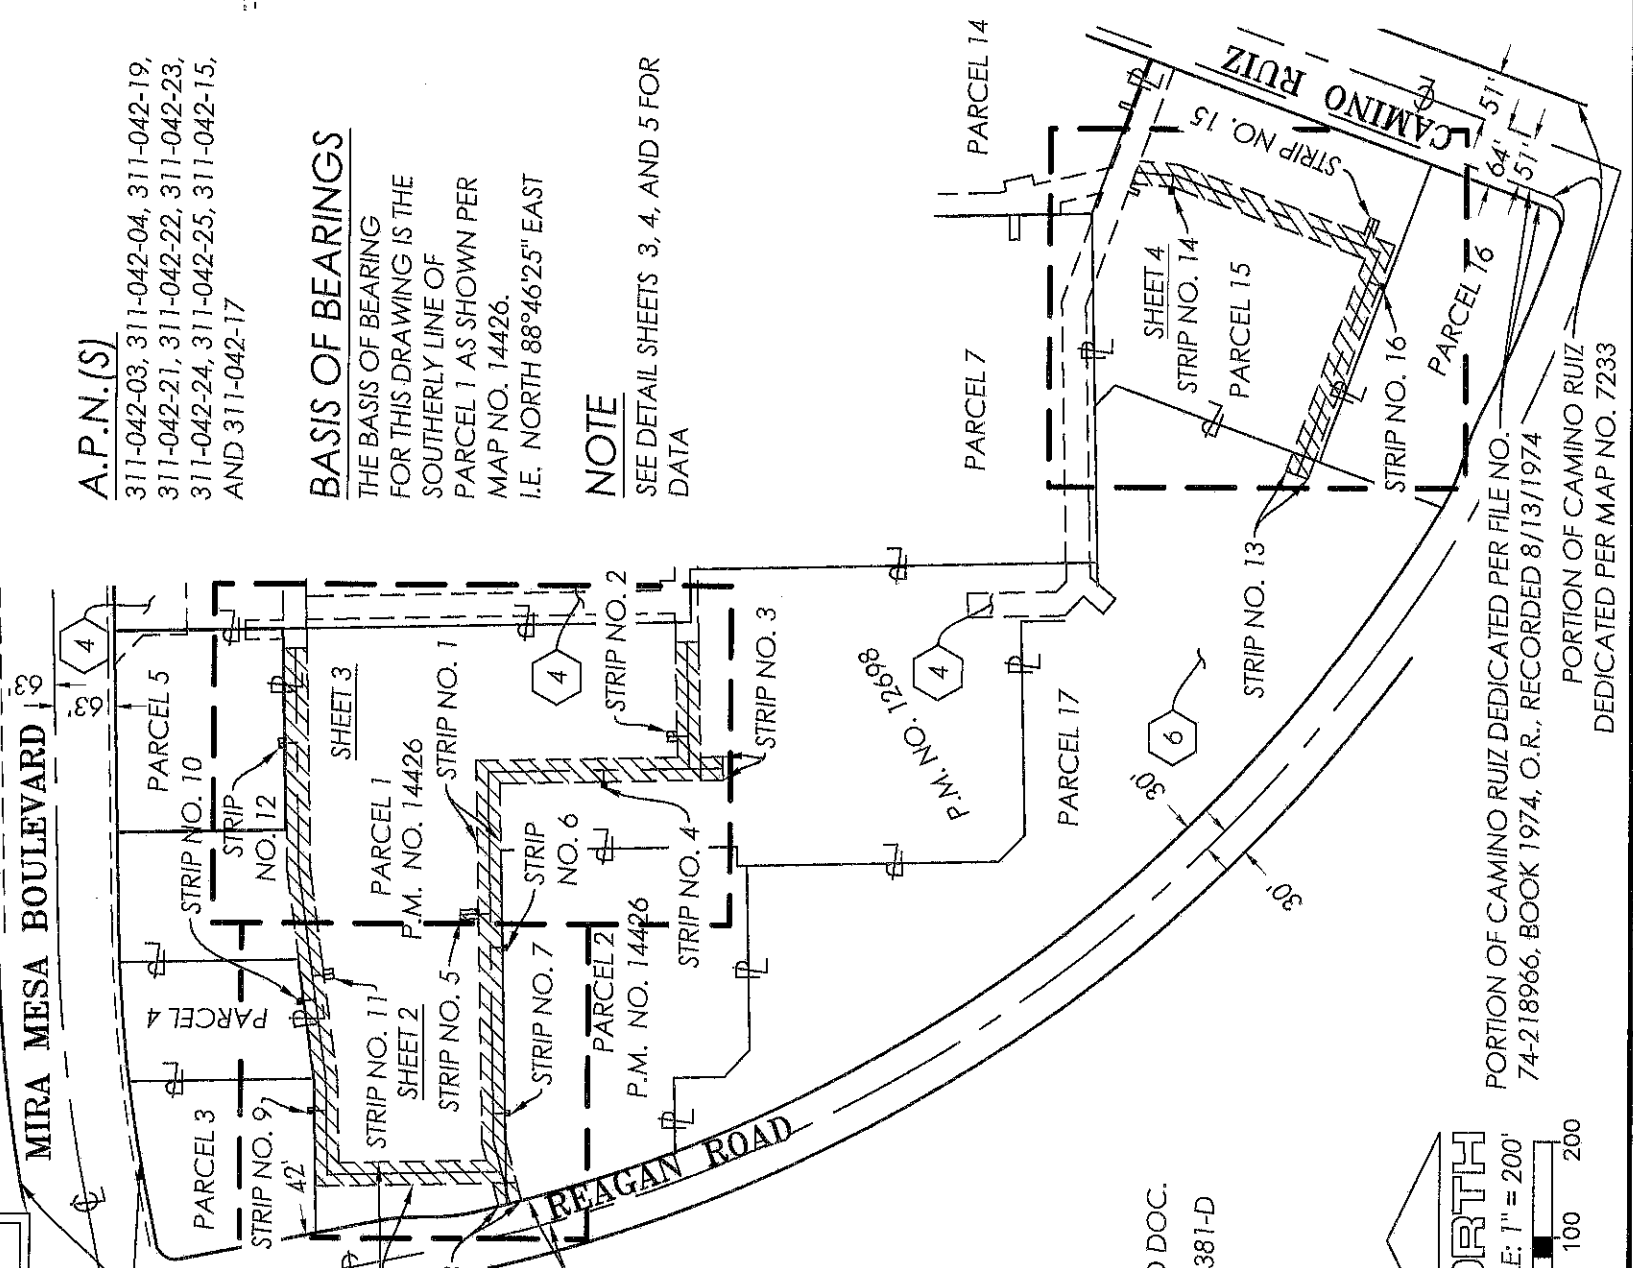 A.P.N.(S)
311-042-03, 311-042-04, 311-042-19,
311-042-21, 311-042-22, 311-042-23,
311-042-24, 311-042-25, 311-042-15,
AND 311-042-17
BASIS OF BEARINGS
THE BASIS OF BEARING
FOR THIS DRAWING IS THE
SOUTHERLY LINE OF
PARCEL 1 AS SHOWN PER
MAP NO. 14426.
I.E. NORTH 88°46'25" EAST
NOTE
SEE DETAIL SHEETS 3, 4, AND 5 FOR
DATA
MIRA MESA BOULEVARD
63'
63'
4
PARCEL 5
STRIP NO. 10
STRIP
NO. 12
SHEET 3
PARCEL 1
P.M. NO. 14426
STRIP NO. 1
4
STRIP NO. 2
STRIP NO. 3
STRIP NO. 4
STRIP
NO. 6
PARCEL 4
PARCEL 3
STRIP NO. 9
42'
STRIP NO. 11
SHEET 2
STRIP NO. 5
STRIP NO. 7
PARCEL 2
P.M. NO. 14426
REAGAN ROAD
P.M. NO. 12698
4
PARCEL 17
6
30'
30'
PARCEL 7
PARCEL 14
SHEET 4
STRIP NO. 14
PARCEL 15
STRIP NO. 15
CAMINO RUIZ
51'
64'
51'
PARCEL 16
STRIP NO. 16
STRIP NO. 13
PORTION OF CAMINO RUIZ DEDICATED PER FILE NO.
74-218966, BOOK 1974, O.R., RECORDED 8/13/1974
PORTION OF CAMINO RUIZ
DEDICATED PER MAP NO. 7233
DOC.
381-D
ORTH
E: 1" = 200'
100
200